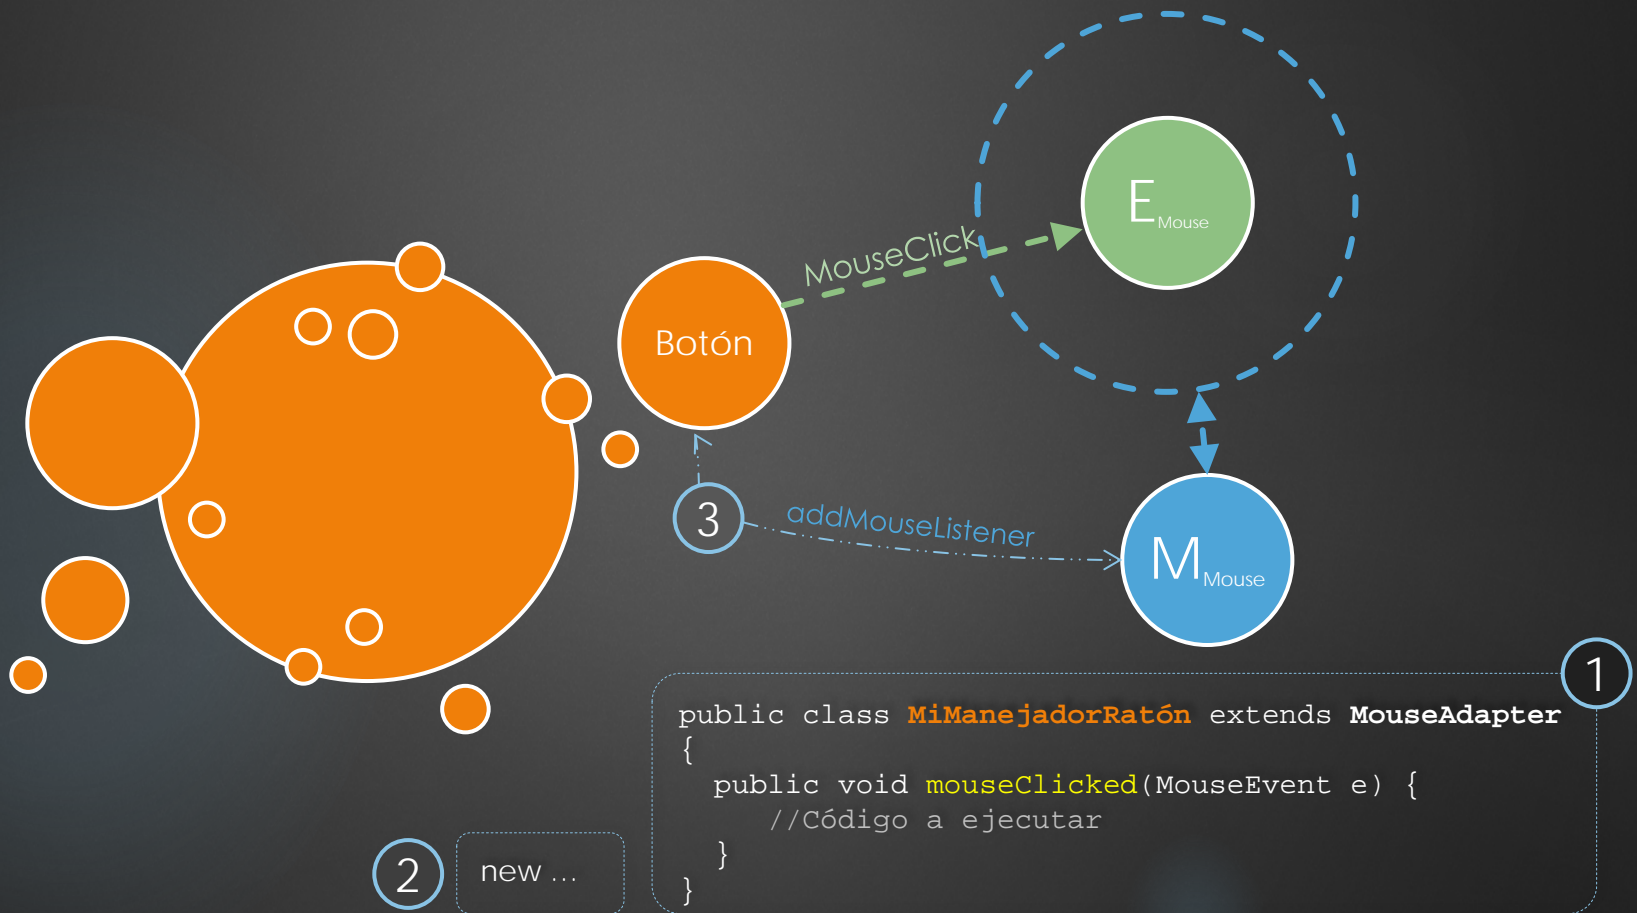 E Mouse
MouseClick
Botón
3
addMouseListener
M Mouse
1
public class MiManejadorRatón extends MouseAdapter
{
public void mouseClicked(MouseEvent e) {
//Código a ejecutar
}
}
2
new ...